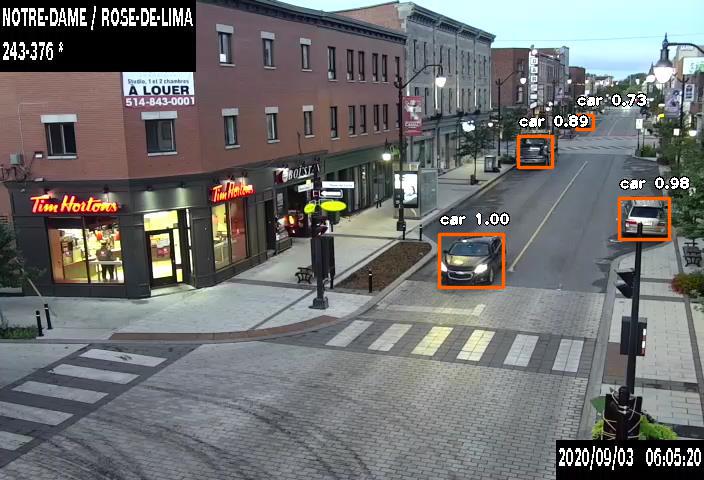 NOTRE-DAME / ROSE-DE-LIMA
243-376 *
Studio, 1 et 2 chambres
À LOUER
514-843-0001
Tim Hortons
Tim Hortons
car 0.73
car 0.89
car 0.98
car 1.00
2020/09/03 06:05:20